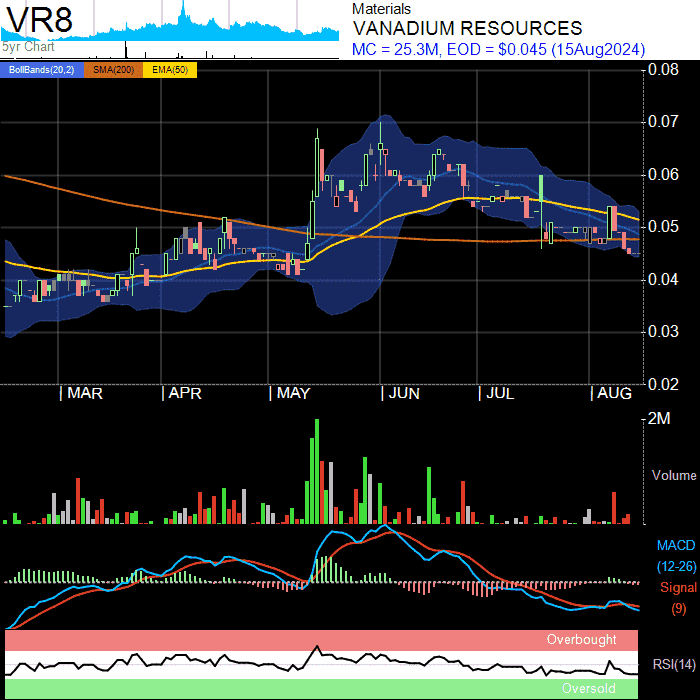 VR8
5yr Chart
Materials
VANADIUM RESOURCES
MC = 25.3M, EOD = $0.045 (15Aug2024)
BollBands(20,2) SMA(200) EMA(50)
0.08
0.07
0.06
0.05
0.04
0.03
0.02
MAR APR MAY JUN JUL AUG
2M
Volume
MACD
(12-26)
Signal
(9)
Overbought
RSI(14)
Oversold